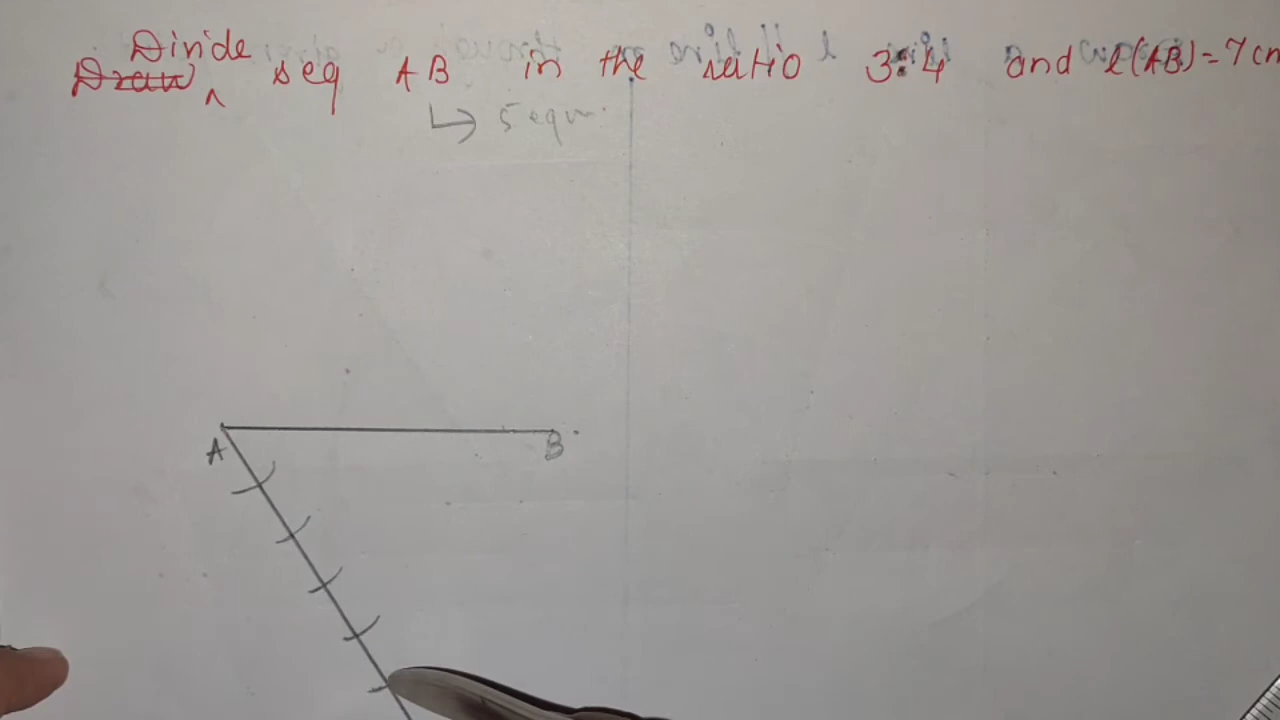 Divide
Draw ^ seg AB in the ratio 3:4 and l(AB)=7cm
↳ 5 equ
A B